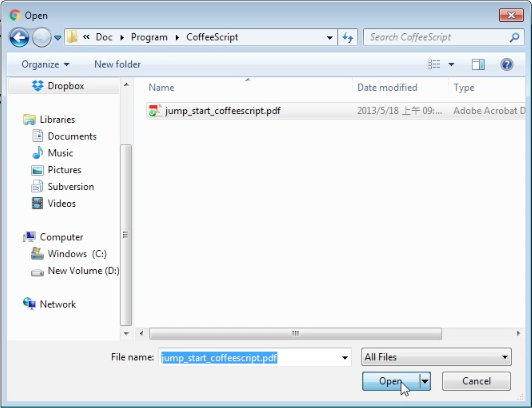 Open
« Doc Program CoffeeScript Search CoffeeScript
Organize New folder
Name Date modified Type
Dropbox
jump_start_coffeescript.pdf 2013/5/18 上午 09:... Adobe Acrobat D
Libraries
Documents
Music
Pictures
Subversion
Videos
Computer
Windows (C:)
New Volume (D:)
Network
File name: jump_start_coffeescript.pdf All Files
Open Cancel